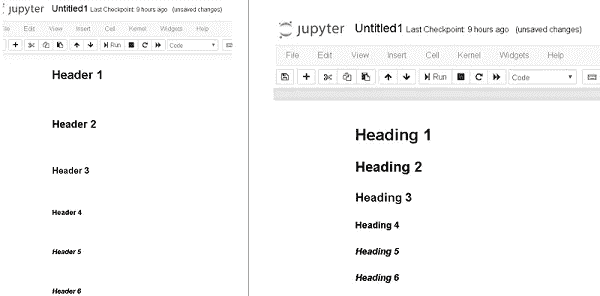 jupyter Untitled1 Last Checkpoint: 9 hours ago (unsaved changes)
Edit View Insert Cell Kernel Widgets Help
Run Code
Header 1
Header 2
Header 3
Header 4
Header 5
Header 6
jupyter Untitled1 Last Checkpoint: 9 hours ago (unsaved changes)
File Edit View Insert Cell Kernel Widgets Help
Run Code
Heading 1
Heading 2
Heading 3
Heading 4
Heading 5
Heading 6